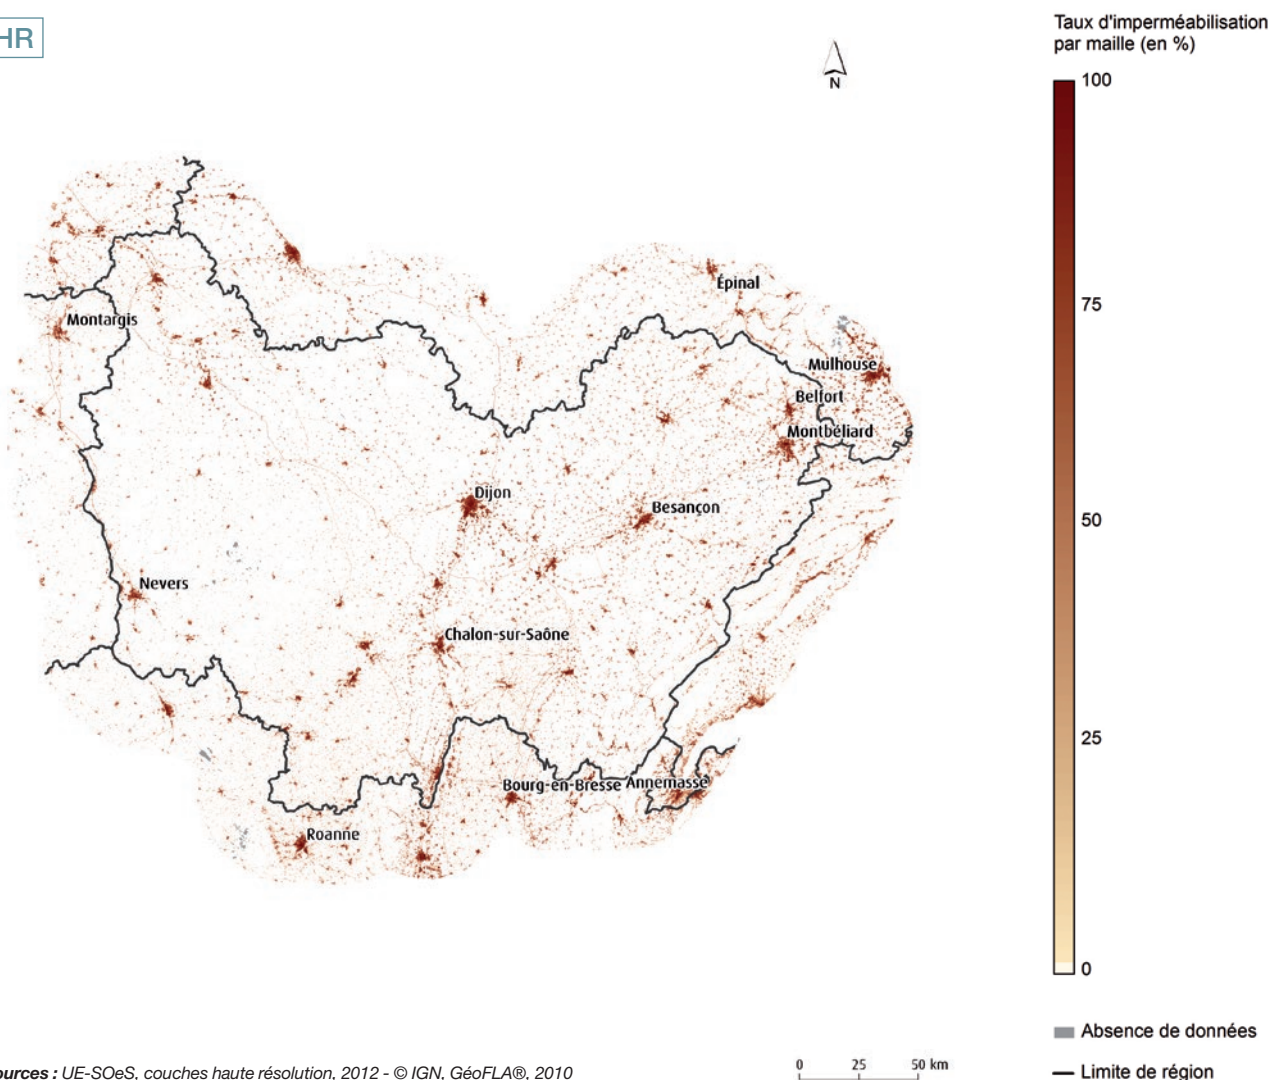 HR
Taux d'imperméabilisation
par maille (en %)
N
100
75
50
25
0
Épinal
Montargis
Mulhouse
Belfort
Montbéliard
Dijon
Besançon
Nevers
Chalon-sur-Saône
Bourg-en-Bresse
Annemasse
Roanne
Absence de données
Limite de région
0 25 50 km
ources : UE-SOeS, couches haute résolution, 2012 - © IGN, GéoFLA®, 2010